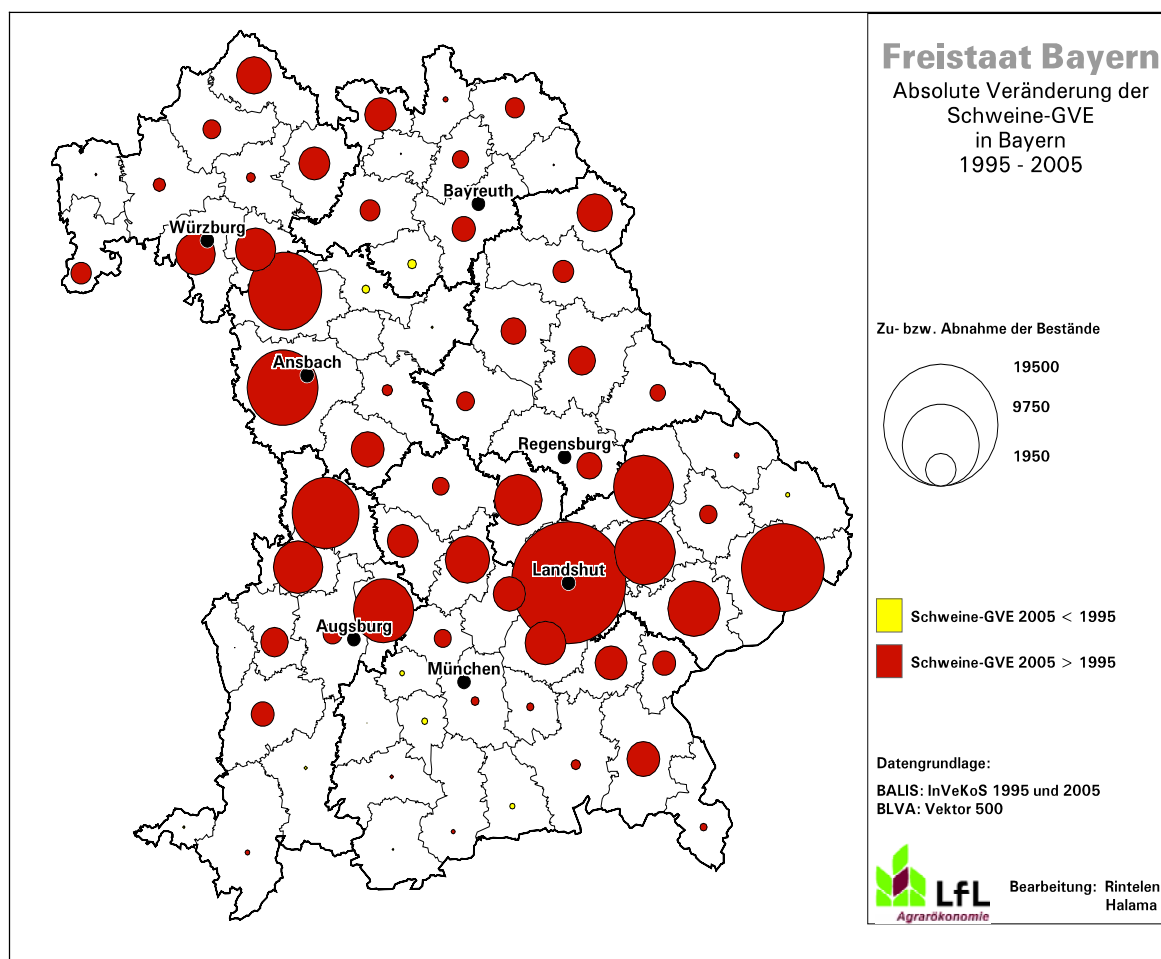 Freistaat Bayern
Absolute Veränderung der
Schweine-GVE
in Bayern
1995 - 2005
Bayreuth
Würzburg
Ansbach
Regensburg
Landshut
Augsburg
München
Zu- bzw. Abnahme der Bestände
19500
9750
1950
Schweine-GVE 2005 < 1995
Schweine-GVE 2005 > 1995
Datengrundlage:
BALIS: InVeKoS 1995 und 2005
BLVA: Vektor 500
LfL
Agrarökonomie
Bearbeitung: Rintelen
Halama